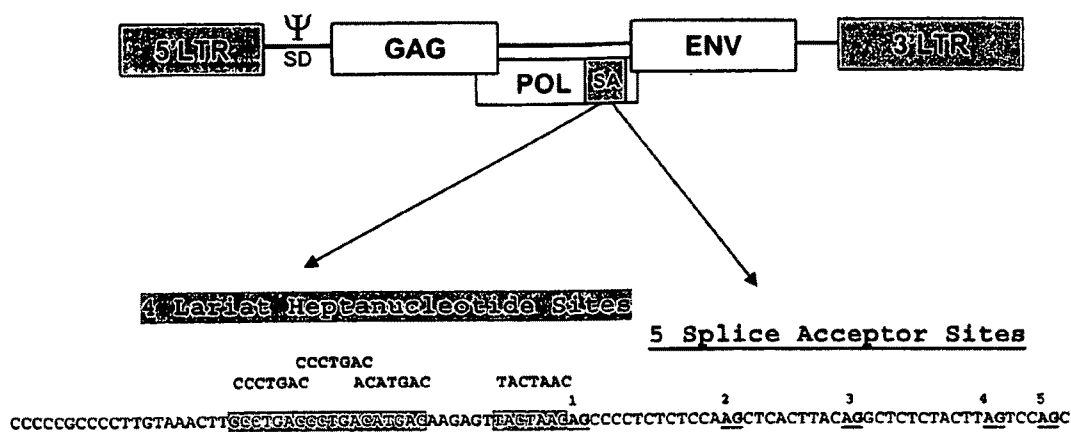 5'LTR
Ψ
SD
GAG
POL
SA
ENV
3'LTR
4 Lariat Heptanucleotide Sites
5 Splice Acceptor Sites
CCCTGAC
CCCTGAC ACATGAC TACTAAC
1 2 3 4 5
CCCCCGCCCCTTGTAAACTTCCCTGACCCTGACATGACAAGAGTTACTAACAGCCCCTCTCTCCAAGCTCACTTACAGGCTCTCTACTTAGTCCAGC